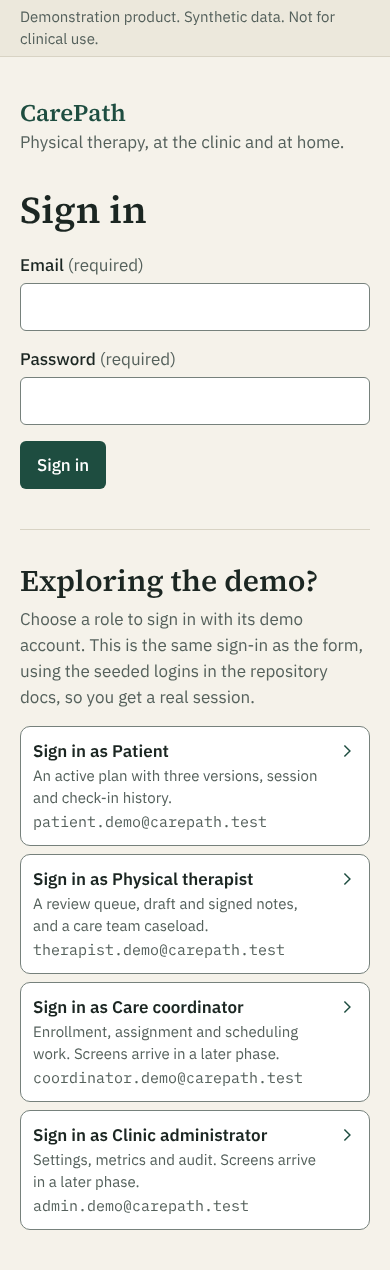 Demonstration product. Synthetic data. Not for
clinical use.
CarePath
Physical therapy, at the clinic and at home.
Sign in
Email (required)
Password (required)
Sign in
Exploring the demo?
Choose a role to sign in with its demo
account. This is the same sign-in as the form,
using the seeded logins in the repository
docs, so you get a real session.
Sign in as Patient
An active plan with three versions, session
and check-in history.
patient.demo@carepath.test
Sign in as Physical therapist
A review queue, draft and signed notes,
and a care team caseload.
therapist.demo@carepath.test
Sign in as Care coordinator
Enrollment, assignment and scheduling
work. Screens arrive in a later phase.
coordinator.demo@carepath.test
Sign in as Clinic administrator
Settings, metrics and audit. Screens arrive
in a later phase.
admin.demo@carepath.test